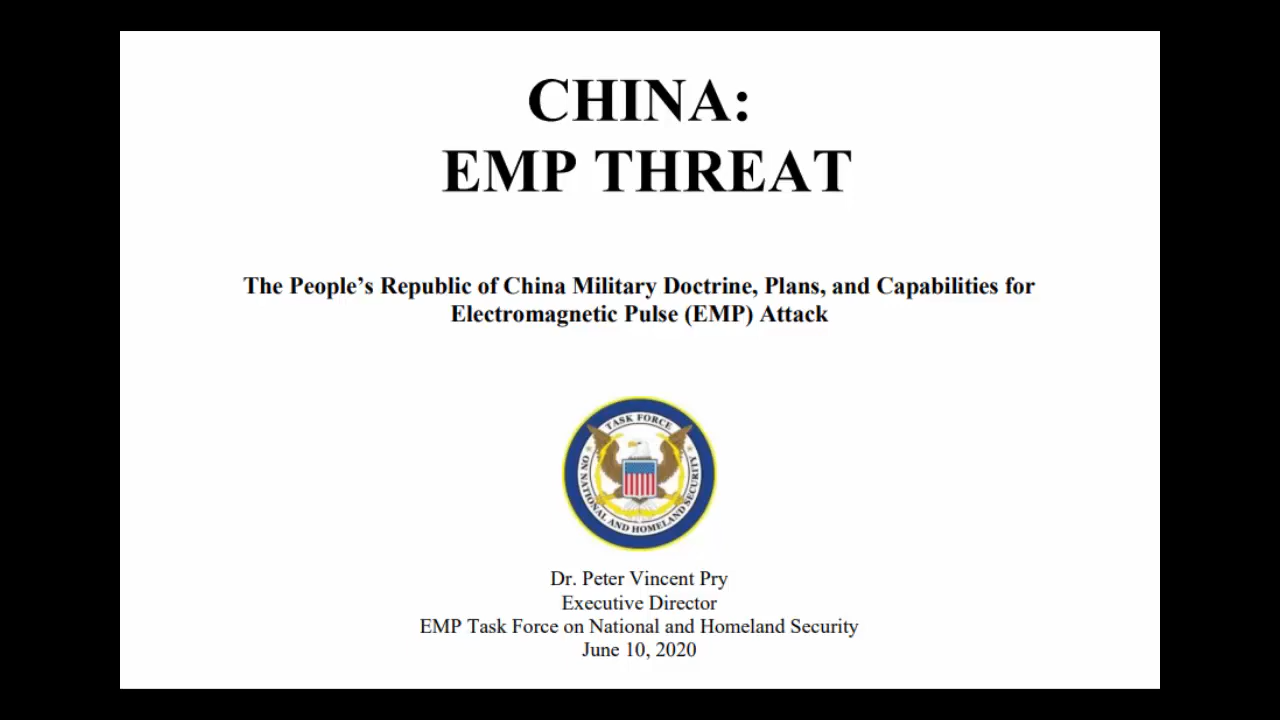 CHINA:
EMP THREAT
The People’s Republic of China Military Doctrine, Plans, and Capabilities for
Electromagnetic Pulse (EMP) Attack
TASK FORCE
ON NATIONAL AND HOMELAND SECURITY
Dr. Peter Vincent Pry
Executive Director
EMP Task Force on National and Homeland Security
June 10, 2020